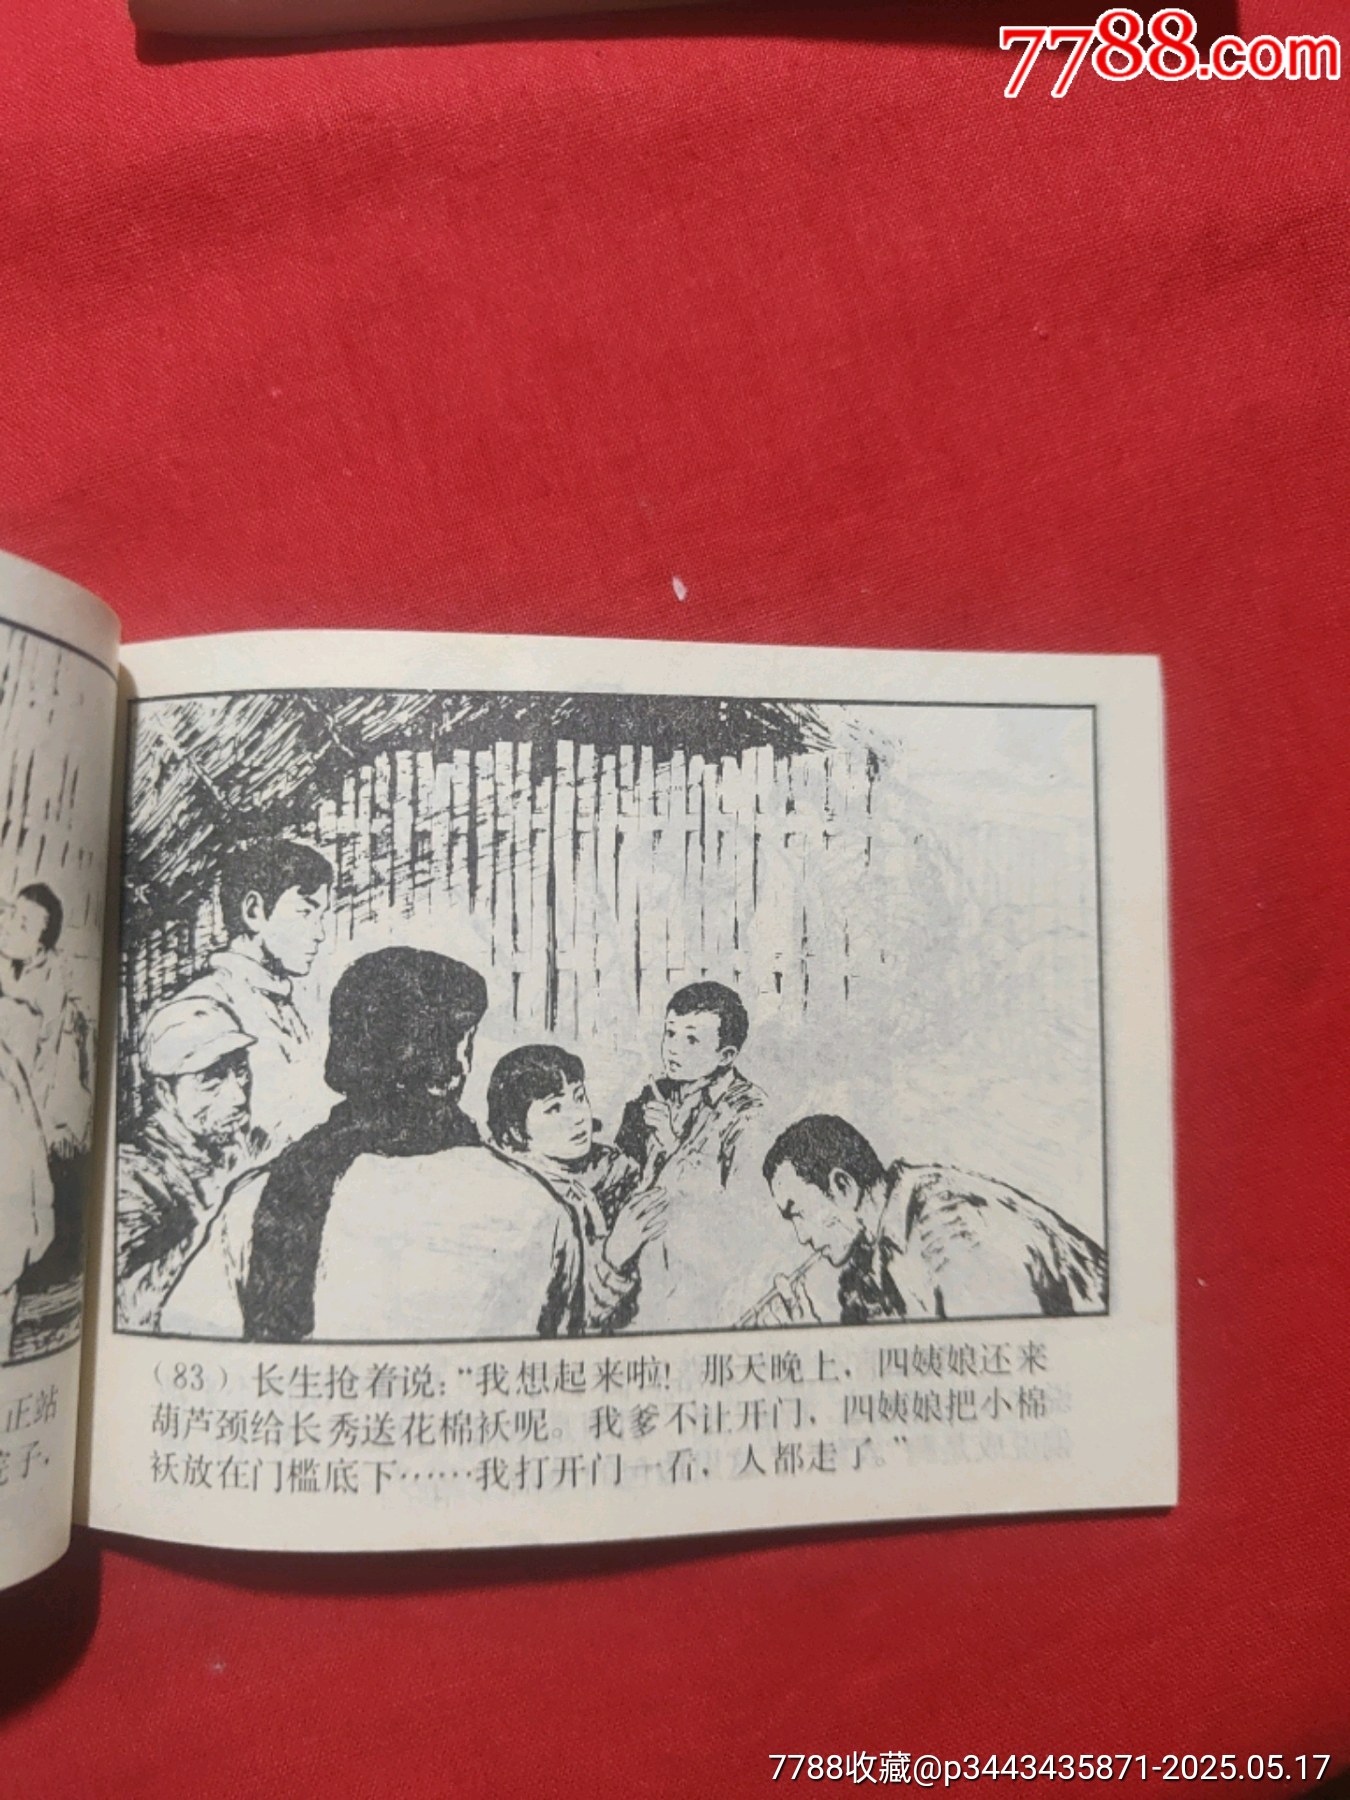 7788.com
正站
院子，
（83）长生抢着说：“我想起来啦！那天晚上，四姨娘还来
葫芦颈给长秀送花棉袄呢。我爹不让开门，四姨娘把小棉
袄放在门槛底下……我打开门一看，人都走了。”
7788收藏@p3443435871-2025.05.17